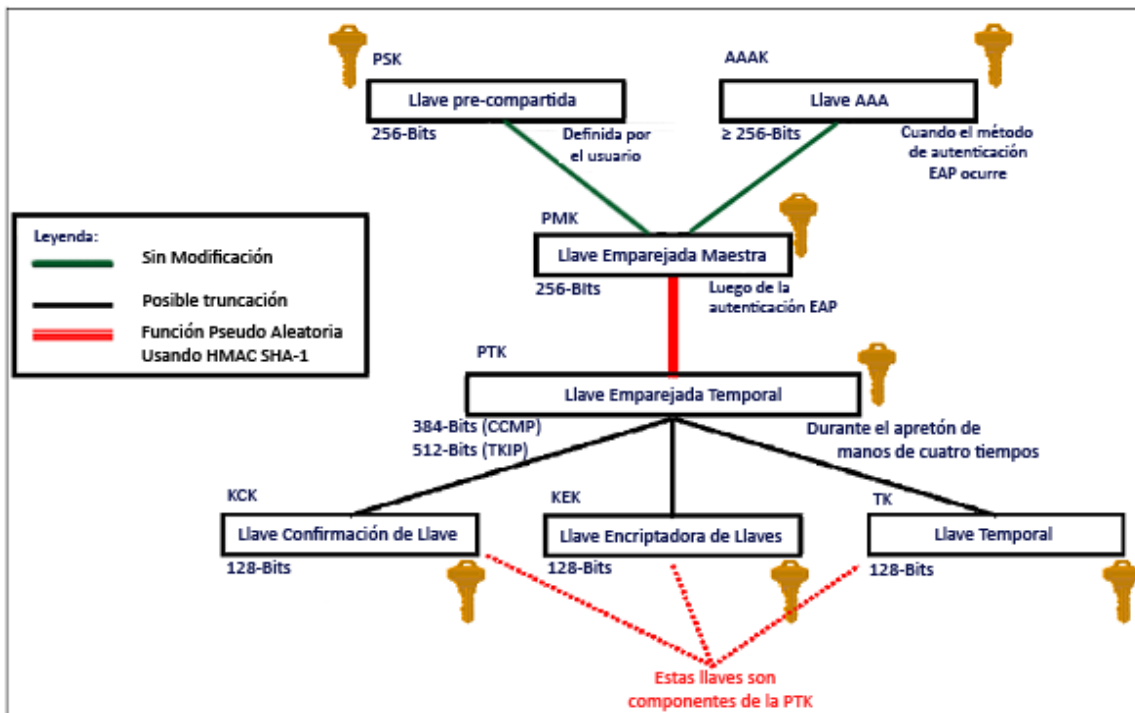 PSK
AAAK
Llave pre-compartida
Llave AAA
256-Bits
Definida por
el usuario
≥ 256-Bits
Cuando el método
de autenticación
EAP ocurre
PMK
Llave Emparejada Maestra
256-Bits
Luego de la
autenticación EAP
Leyenda:
Sin Modificación
Posible truncación
Función Pseudo Aleatoria
Usando HMAC SHA-1
PTK
Llave Emparejada Temporal
384-Bits (CCMP)
512-Bits (TKIP)
Durante el apretón de
manos de cuatro tiempos
KCK
KEK
TK
Llave Confirmación de Llave
Llave Encriptadora de Llaves
Llave Temporal
128-Bits
128-Bits
128-Bits
Estas llaves son
componentes de la PTK